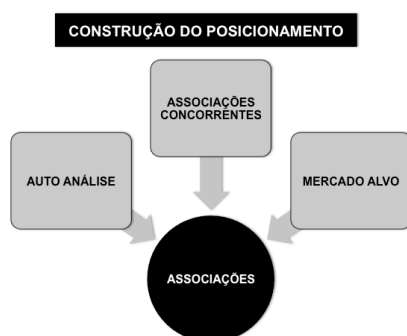 CONSTRUÇÃO DO POSICIONAMENTO
ASSOCIAÇÕES
CONCORRENTES
AUTO ANÁLISE
MERCADO ALVO
ASSOCIAÇÕES